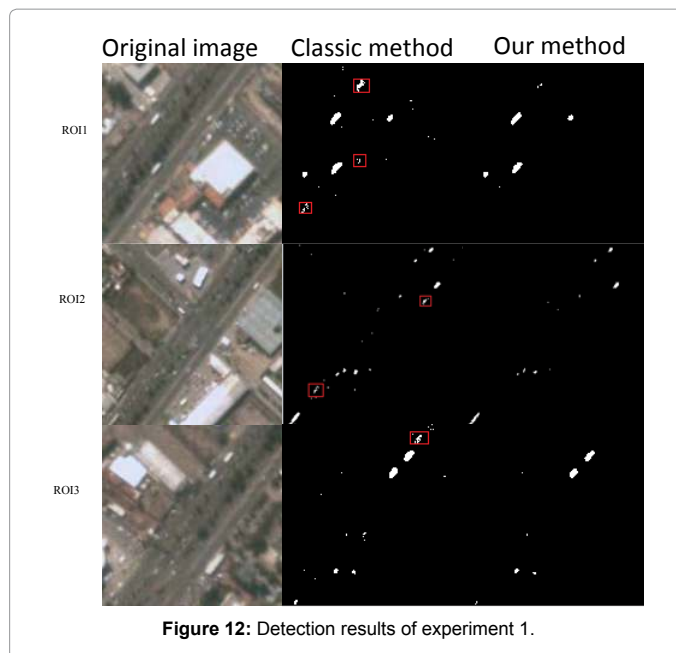 Original image Classic method Our method
ROI1
ROI2
ROI3
Figure 12: Detection results of experiment 1.